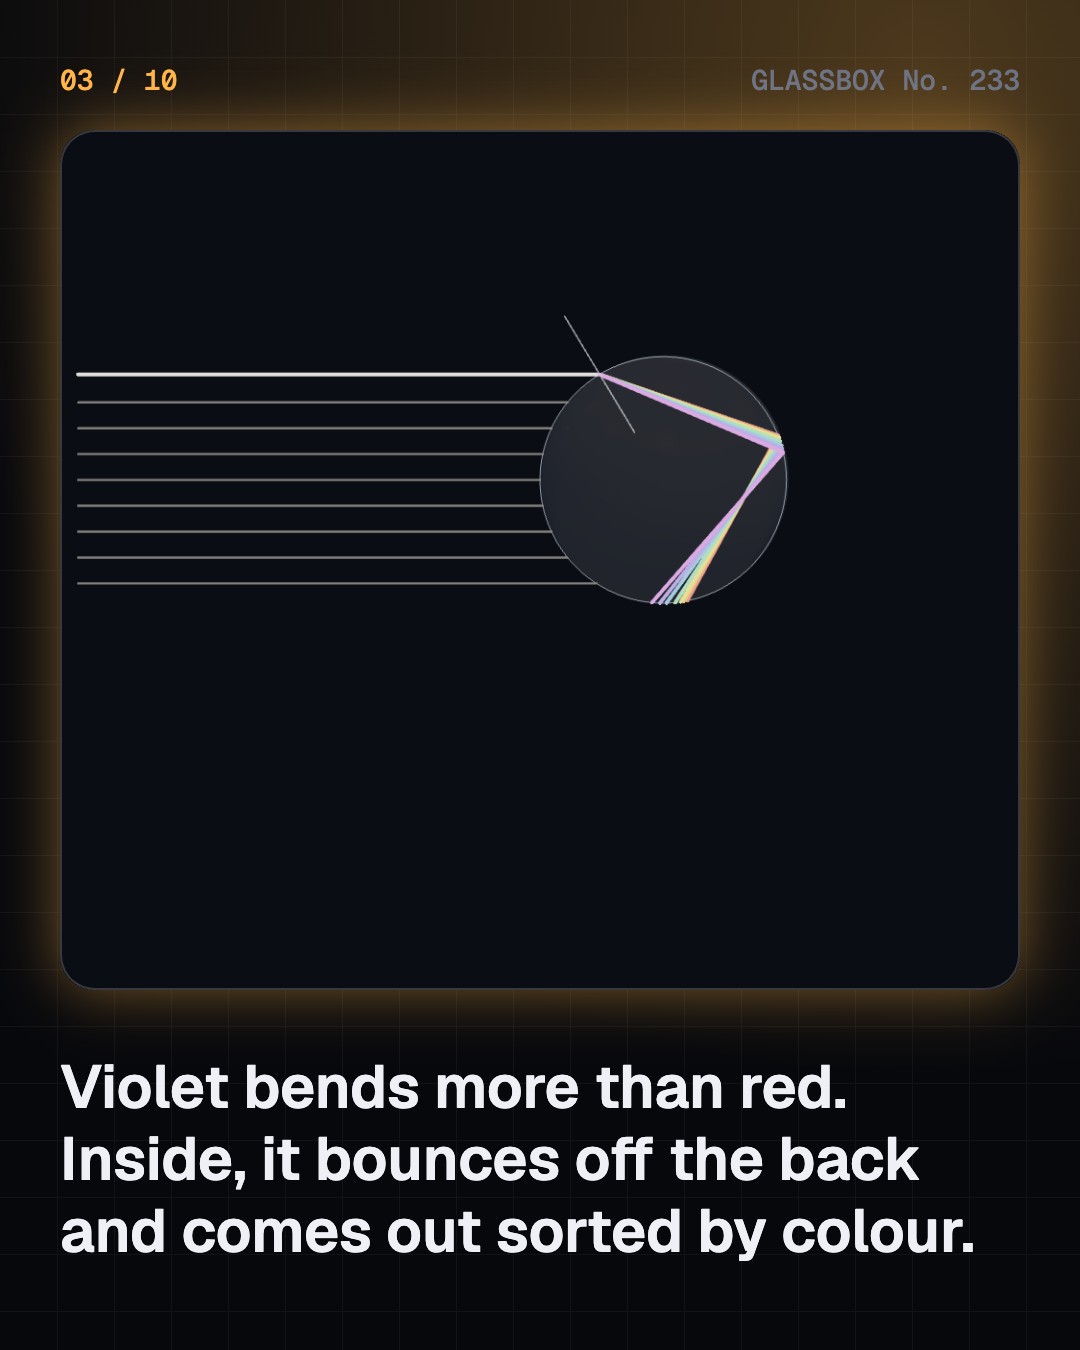 03 / 10
GLASSBOX No. 233
Violet bends more than red.
Inside, it bounces off the back
and comes out sorted by colour.